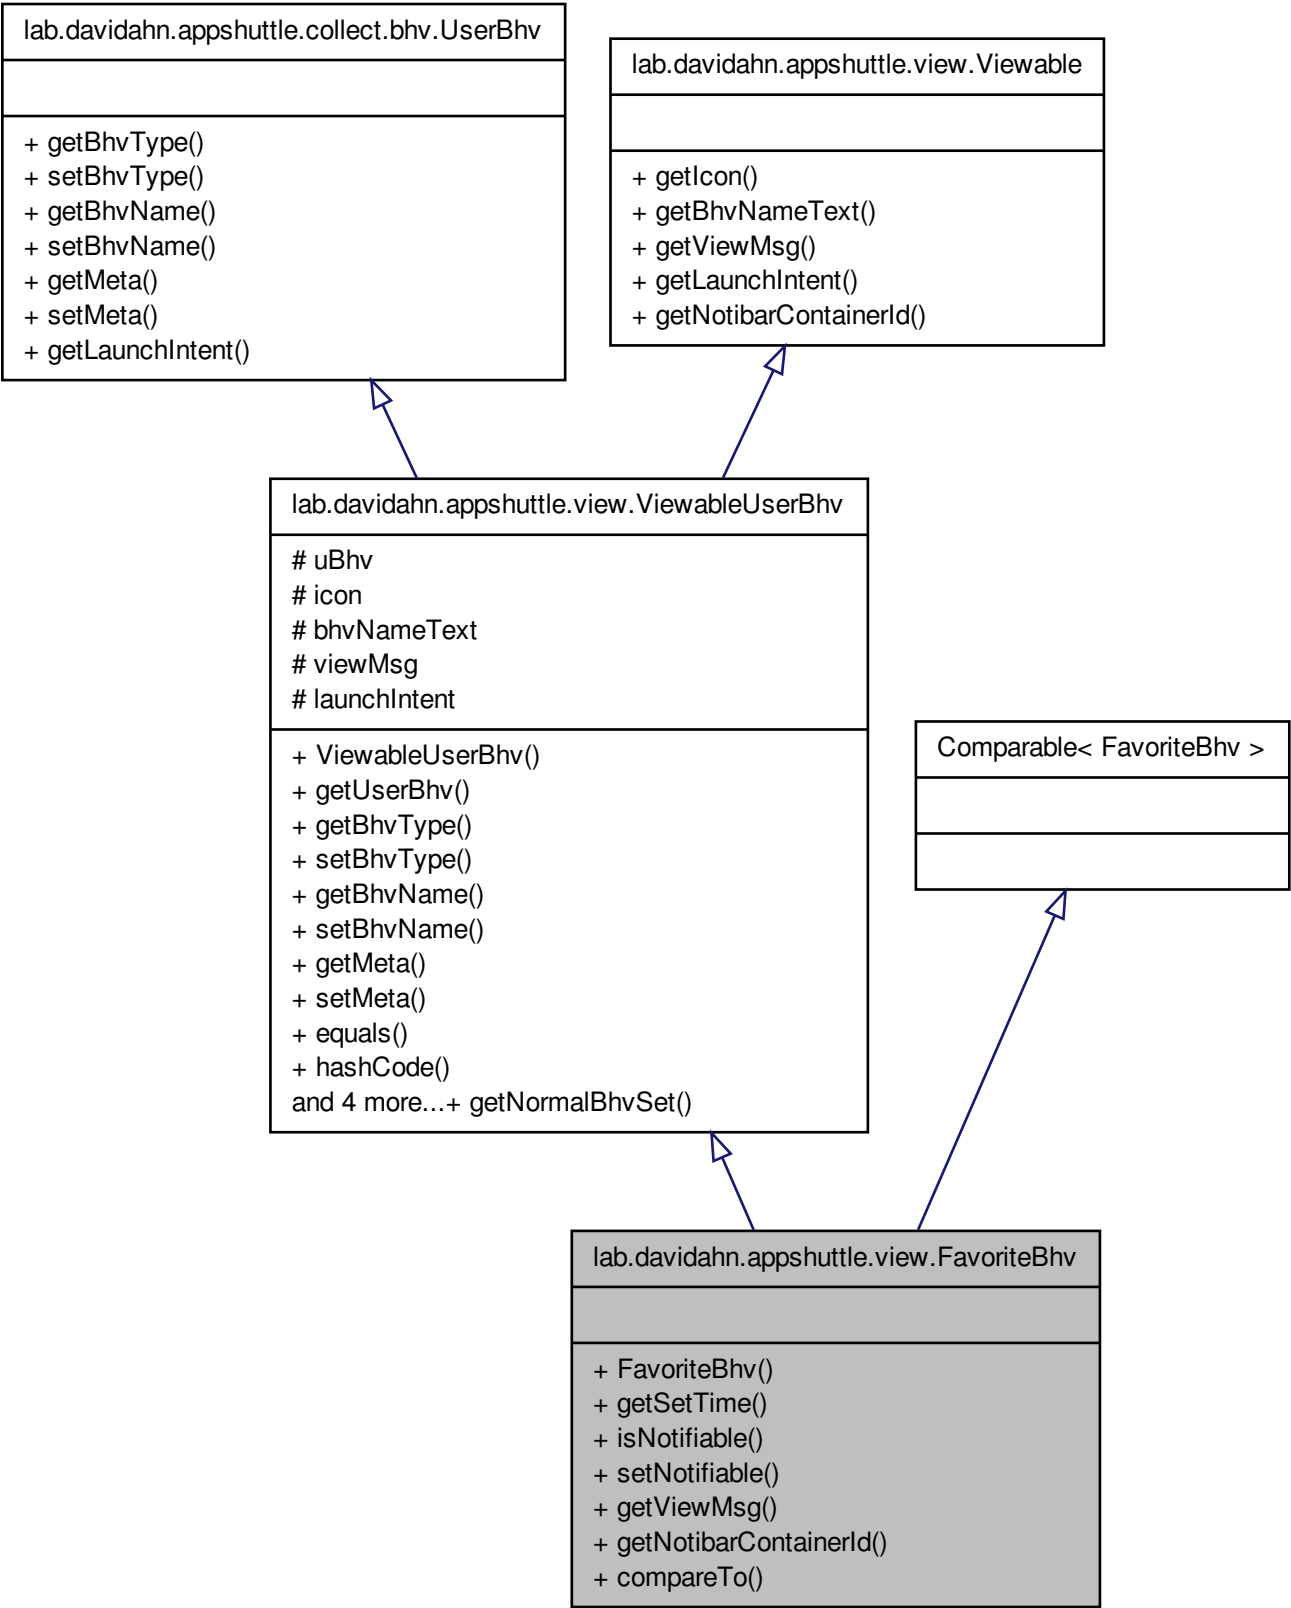 lab.davidahn.appshuttle.collect.bhv.UserBhv
+ getBhvType()
+ setBhvType()
+ getBhvName()
+ setBhvName()
+ getMeta()
+ setMeta()
+ getLaunchIntent()
lab.davidahn.appshuttle.view.Viewable
+ getIcon()
+ getBhvNameText()
+ getViewMsg()
+ getLaunchIntent()
+ getNotibarContainerId()
lab.davidahn.appshuttle.view.ViewableUserBhv
# uBhv
# icon
# bhvNameText
# viewMsg
# launchIntent
+ ViewableUserBhv()
+ getUserBhv()
+ getBhvType()
+ setBhvType()
+ getBhvName()
+ setBhvName()
+ getMeta()
+ setMeta()
+ equals()
+ hashCode()
and 4 more...+ getNormalBhvSet()
Comparable< FavoriteBhv >
lab.davidahn.appshuttle.view.FavoriteBhv
+ FavoriteBhv()
+ getSetTime()
+ isNotifiable()
+ setNotifiable()
+ getViewMsg()
+ getNotibarContainerId()
+ compareTo()